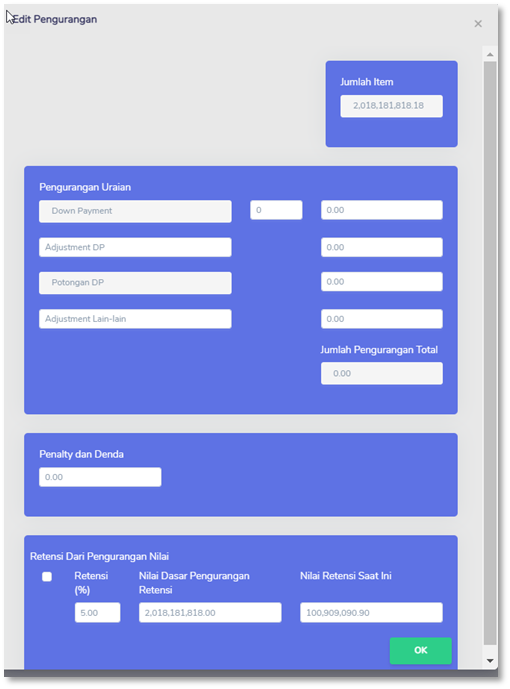 Edit Pengurangan
×
Jumlah Item
2,018,181,818.18
Pengurangan Uraian
Down Payment 0 0.00
Adjustment DP 0.00
Potongan DP 0.00
Adjustment Lain-lain 0.00
Jumlah Pengurangan Total
0.00
Penalty dan Denda
0.00
Retensi Dari Pengurangan Nilai
Retensi (%)
Nilai Dasar Pengurangan Retensi
Nilai Retensi Saat Ini
5.00 2,018,181,818.00 100,909,090.90
OK